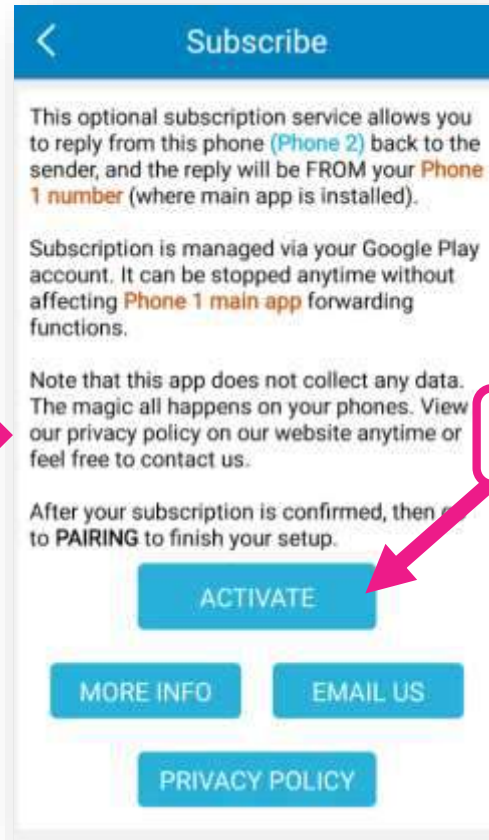 Subscribe
This optional subscription service allows you
to reply from this phone (Phone 2) back to the
sender, and the reply will be FROM your Phone
1 number (where main app is installed).
Subscription is managed via your Google Play
account. It can be stopped anytime without
affecting Phone 1 main app forwarding
functions.
Note that this app does not collect any data.
The magic all happens on your phones. View
our privacy policy on our website anytime or
feel free to contact us.
After your subscription is confirmed, then
to PAIRING to finish your setup.
ACTIVATE
MORE INFO
EMAIL US
PRIVACY POLICY